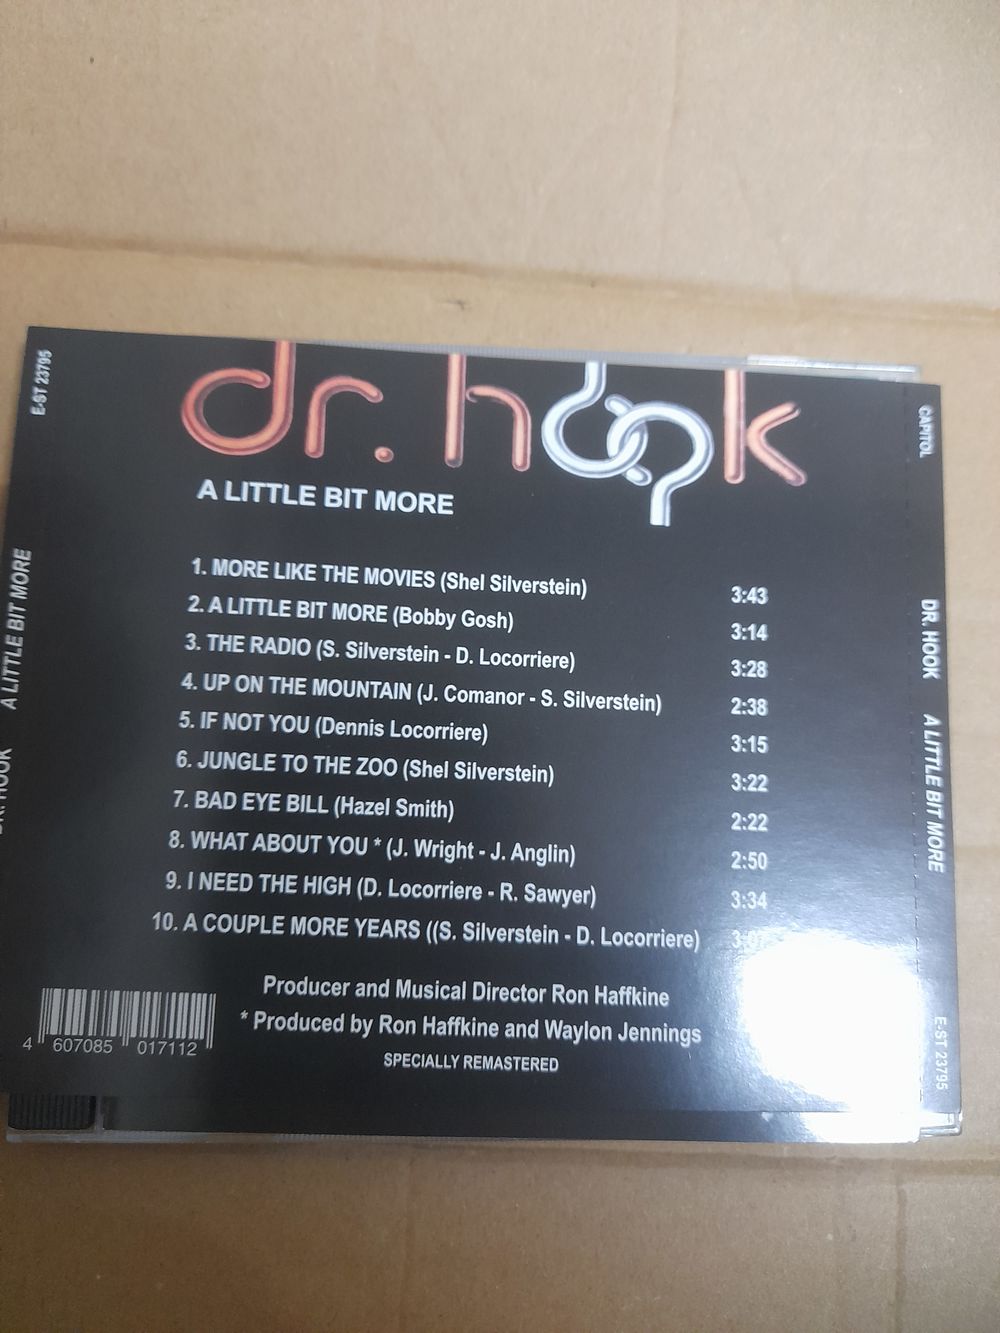 dr. hook
A LITTLE BIT MORE
1. MORE LIKE THE MOVIES (Shel Silverstein) 3:43
2. A LITTLE BIT MORE (Bobby Gosh) 3:14
3. THE RADIO (S. Silverstein - D. Locorriere) 3:28
4. UP ON THE MOUNTAIN (J. Comanor - S. Silverstein) 2:38
5. IF NOT YOU (Dennis Locorriere) 3:15
6. JUNGLE TO THE ZOO (Shel Silverstein) 3:22
7. BAD EYE BILL (Hazel Smith) 2:22
8. WHAT ABOUT YOU * (J. Wright - J. Anglin) 2:50
9. I NEED THE HIGH (D. Locorriere - R. Sawyer) 3:34
10. A COUPLE MORE YEARS ((S. Silverstein - D. Locorriere)
Producer and Musical Director Ron Haffkine
* Produced by Ron Haffkine and Waylon Jennings
SPECIALLY REMASTERED
4 607085 017112
E-ST 23795
A LITTLE BIT MORE
DR. HOOK
CAPITOL
DR. HOOK
A LITTLE BIT MORE
E-ST 23795